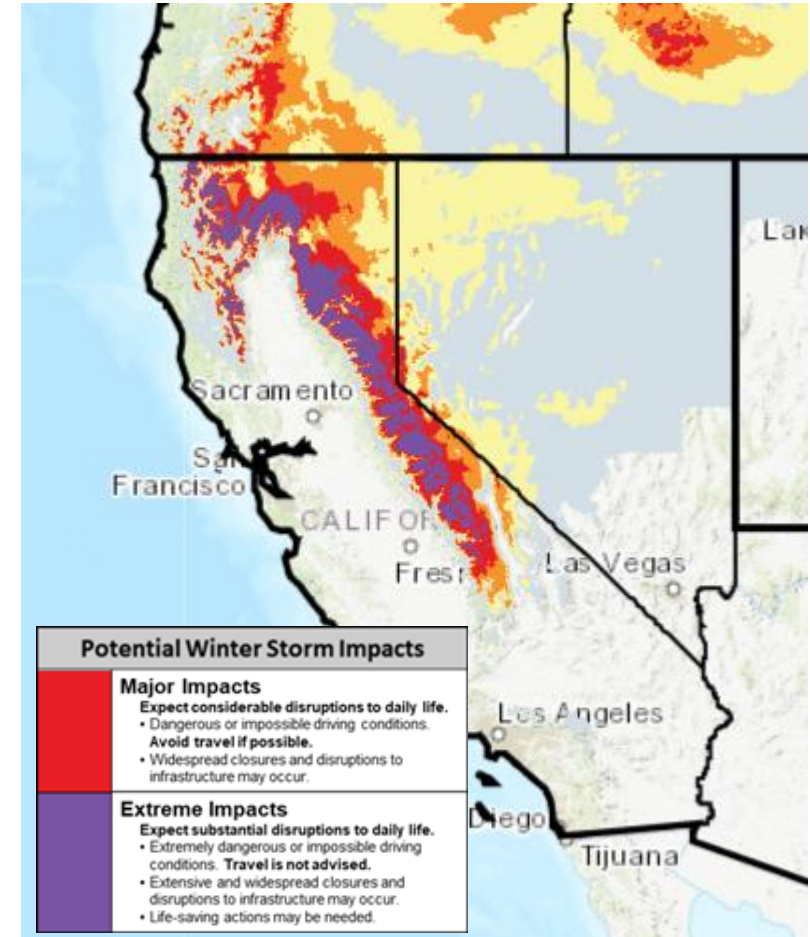 Lak
Sacramento
San
Francisco
CALIFOR
Fresn
Las Vegas
Los Angeles
Diego
Tijuana
Potential Winter Storm Impacts
Major Impacts
Expect considerable disruptions to daily life.
• Dangerous or impossible driving conditions.
Avoid travel if possible.
• Widespread closures and disruptions to
infrastructure may occur.
Extreme Impacts
Expect substantial disruptions to daily life.
• Extremely dangerous or impossible driving
conditions. Travel is not advised.
• Extensive and widespread closures and
disruptions to infrastructure may occur.
• Life-saving actions may be needed.